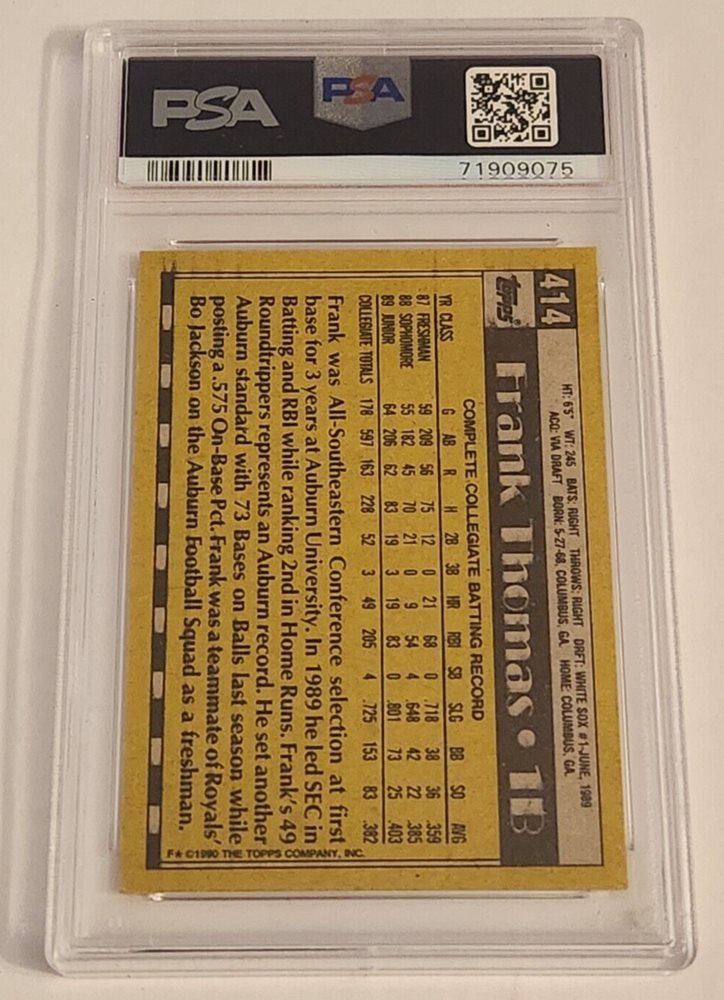 PSA
PSA
71909075
414
Topps®
Frank Thomas • 1B
HT: 6'5" WT: 245 BATS: RIGHT THROWS: RIGHT DRFT: WHITE SOX #1-JUNE, 1989
ACQ: VIA DRAFT BORN: 5-27-68, COLUMBUS, GA. HOME: COLUMBUS, GA.
COMPLETE COLLEGIATE BATTING RECORD
YR CLASS G AB R H 2B 3B HR RBI SB SLG BB SO AVG
87 FRESHMAN 59 209 56 75 12 0 21 68 0 .718 38 36 .359
88 SOPHOMORE 55 182 45 70 21 0 9 54 4 .648 42 22 .385
89 JUNIOR 64 206 62 83 19 3 19 83 0 .801 73 25 .403
COLLEGIATE TOTALS 178 597 163 228 52 3 49 205 4 .725 153 83 .382
Frank was All-Southeastern Conference selection at first
base for 3 years at Auburn University. In 1989 he led SEC in
Batting and RBI while ranking 2nd in Home Runs. Frank's 49
Roundtrippers represents an Auburn record. He set another
Auburn standard with 73 Bases on Balls last season while
posting a .575 On-Base Pct. Frank was a teammate of Royals'
Bo Jackson on the Auburn Football Squad as a freshman.
F★ ©1990 THE TOPPS COMPANY, INC.